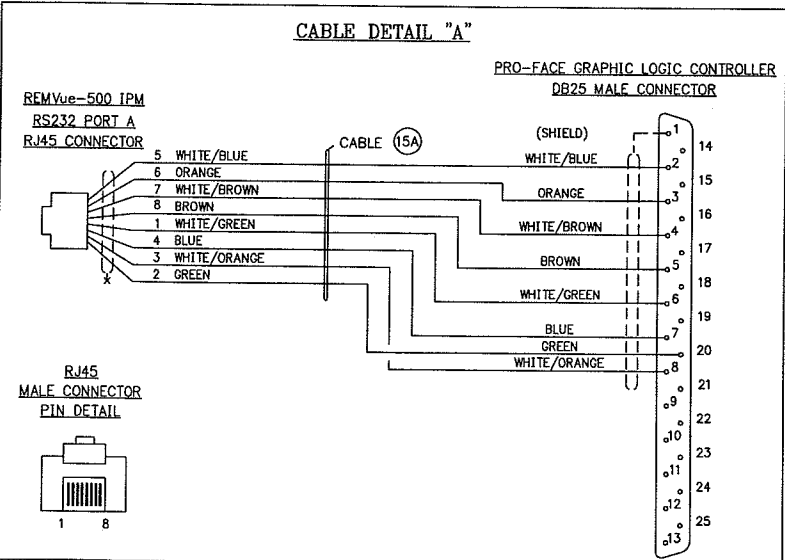 CABLE DETAIL "A"
PRO-FACE GRAPHIC LOGIC CONTROLLER
DB25 MALE CONNECTOR
REMVue-500 IPM
RS232 PORT A
RJ45 CONNECTOR
CABLE 15A
5 WHITE/BLUE
6 ORANGE
7 WHITE/BROWN
8 BROWN
1 WHITE/GREEN
4 BLUE
3 WHITE/ORANGE
2 GREEN
(SHIELD) 1
14
WHITE/BLUE 2
15
ORANGE 3
16
WHITE/BROWN 4
17
BROWN 5
18
WHITE/GREEN 6
19
BLUE 7
GREEN 20
WHITE/ORANGE 8
21
9
22
10
23
11
24
12
25
13
RJ45
MALE CONNECTOR
PIN DETAIL
1 8